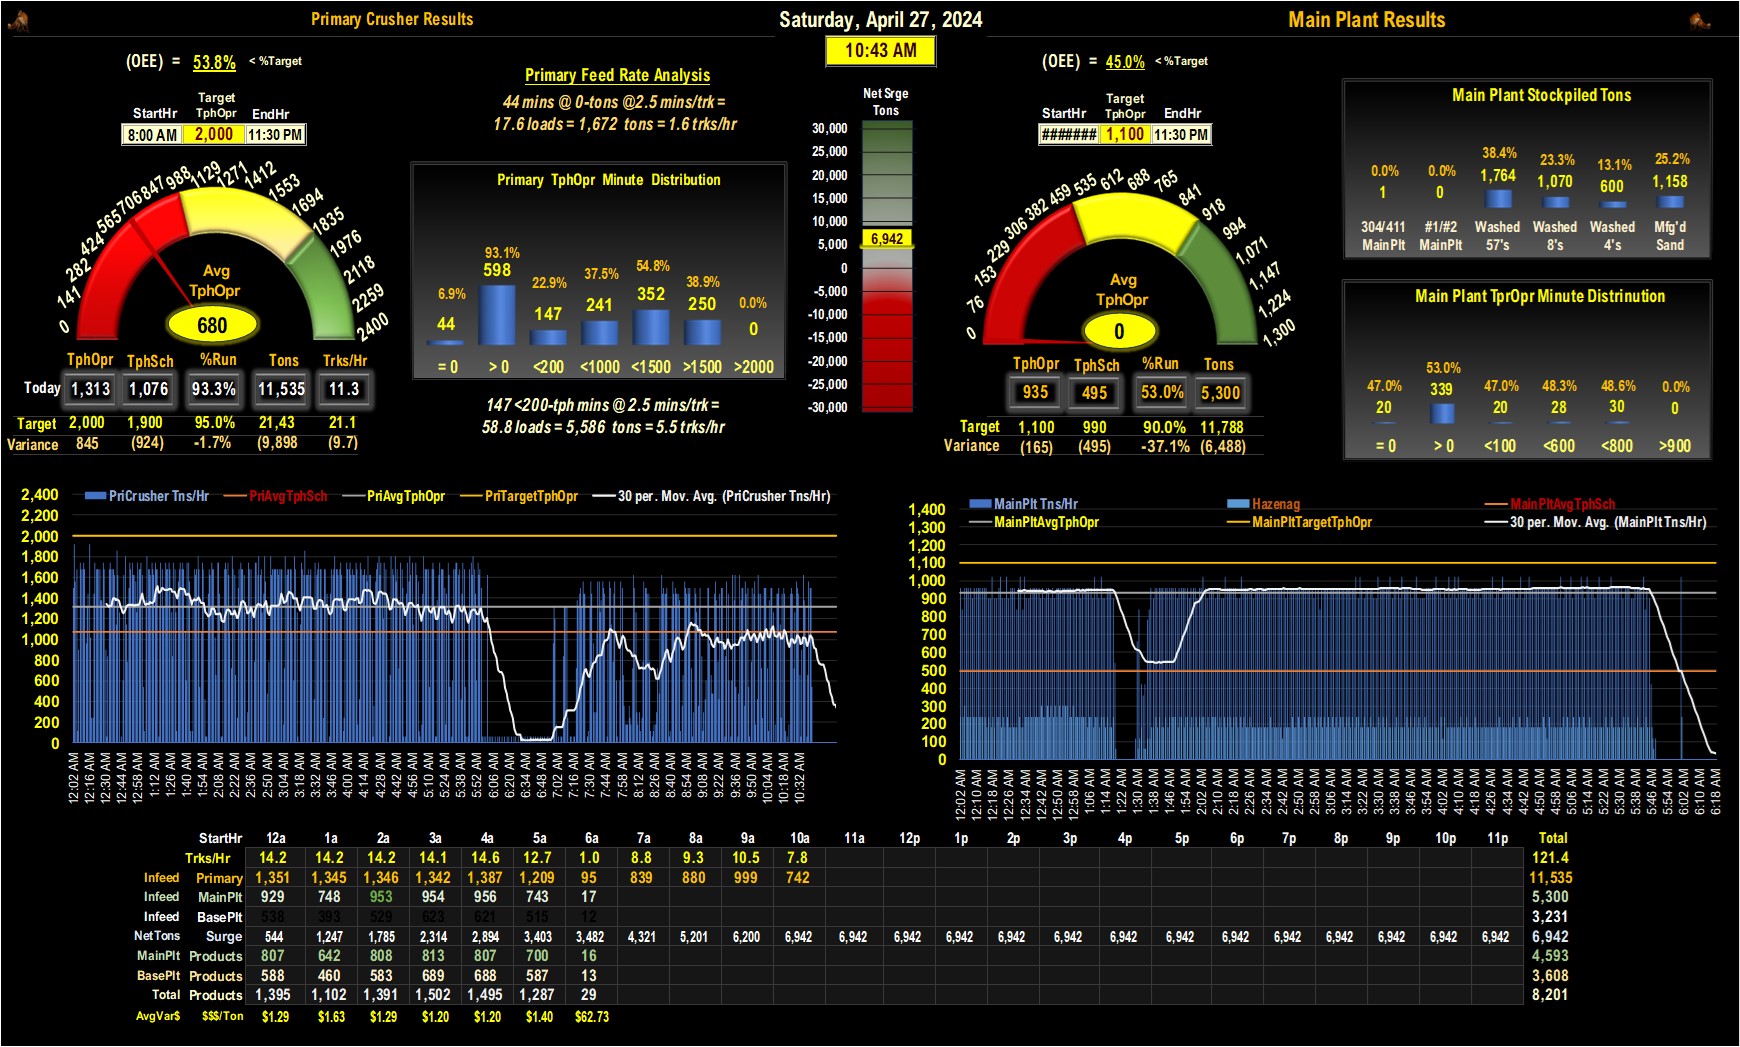 Primary Crusher Results
Saturday, April 27, 2024
Main Plant Results
10:43 AM
(OEE) = 53.8% < %Target
Target
StartHr TphOpr EndHr
8:00 AM 2,000 11:30 PM
0 141 282 424 565 706 847 988 1129 1271 1412 1553 1694 1835 1976 2118 2259 2400
Avg
TphOpr
680
TphOpr TphSch %Run Tons Trks/Hr
Today 1,313 1,076 93.3% 11,535 11.3
Target 2,000 1,900 95.0% 21,43 21.1
Variance 845 (924) -1.7% (9,898 (9.7)
Primary Feed Rate Analysis
44 mins @ 0-tons @2.5 mins/trk =
17.6 loads = 1,672 tons = 1.6 trks/hr
Primary TphOpr Minute Distribution
6.9% 93.1% 22.9% 37.5% 54.8% 38.9% 0.0%
44 598 147 241 352 250 0
= 0 > 0 <200 <1000 <1500 >1500 >2000
147 <200-tph mins @ 2.5 mins/trk =
58.8 loads = 5,586 tons = 5.5 trks/hr
Net Srge
Tons
30,000
25,000
20,000
15,000
10,000
6,942
5,000
0
-5,000
-10,000
-15,000
-20,000
-25,000
-30,000
(OEE) = 45.0% < %Target
Target
StartHr TphOpr EndHr
####### 1,100 11:30 PM
0 76 153 229 306 382 459 535 612 688 765 841 918 994 1,071 1,147 1,224 1,300
Avg
TphOpr
0
TphOpr TphSch %Run Tons
935 495 53.0% 5,300
Target 1,100 990 90.0% 11,788
Variance (165) (495) -37.1% (6,488)
Main Plant Stockpiled Tons
0.0% 0.0% 38.4% 23.3% 13.1% 25.2%
1 0 1,764 1,070 600 1,158
304/411 #1/#2 Washed Washed Washed Mfg'd
MainPlt MainPlt 57's 8's 4's Sand
Main Plant TprOpr Minute Distrinution
47.0% 53.0% 47.0% 48.3% 48.6% 0.0%
20 339 20 28 30 0
= 0 > 0 <100 <600 <800 >900
PriCrusher Tns/Hr PriAvgTphSch PriAvgTphOpr PriTargetTphOpr 30 per. Mov. Avg. (PriCrusher Tns/Hr)
2,400
2,200
2,000
1,800
1,600
1,400
1,200
1,000
800
600
400
200
0
12:02 AM 12:16 AM 12:30 AM 12:44 AM 12:58 AM 1:12 AM 1:26 AM 1:40 AM 1:54 AM 2:08 AM 2:22 AM 2:36 AM 2:50 AM 3:04 AM 3:18 AM 3:32 AM 3:46 AM 4:00 AM 4:14 AM 4:28 AM 4:42 AM 4:56 AM 5:10 AM 5:24 AM 5:38 AM 5:52 AM 6:06 AM 6:20 AM 6:34 AM 6:48 AM 7:02 AM 7:16 AM 7:30 AM 7:44 AM 7:58 AM 8:12 AM 8:26 AM 8:40 AM 8:54 AM 9:08 AM 9:22 AM 9:36 AM 9:50 AM 10:04 AM 10:18 AM 10:32 AM
MainPlt Tns/Hr Hazenag MainPltAvgTphSch
MainPltAvgTphOpr MainPltTargetTphOpr 30 per. Mov. Avg. (MainPlt Tns/Hr)
1,400
1,300
1,200
1,100
1,000
900
800
700
600
500
400
300
200
100
0
12:02 AM 12:10 AM 12:18 AM 12:26 AM 12:34 AM 12:42 AM 12:50 AM 12:58 AM 1:06 AM 1:14 AM 1:22 AM 1:30 AM 1:38 AM 1:46 AM 1:54 AM 2:02 AM 2:10 AM 2:18 AM 2:26 AM 2:34 AM 2:42 AM 2:50 AM 2:58 AM 3:06 AM 3:14 AM 3:22 AM 3:30 AM 3:38 AM 3:46 AM 3:54 AM 4:02 AM 4:10 AM 4:18 AM 4:26 AM 4:34 AM 4:42 AM 4:50 AM 4:58 AM 5:06 AM 5:14 AM 5:22 AM 5:30 AM 5:38 AM 5:46 AM 5:54 AM 6:02 AM 6:10 AM 6:18 AM
StartHr 12a 1a 2a 3a 4a 5a 6a 7a 8a 9a 10a 11a 12p 1p 2p 3p 4p 5p 6p 7p 8p 9p 10p 11p Total
Trks/Hr 14.2 14.2 14.2 14.1 14.6 12.7 1.0 8.8 9.3 10.5 7.8 121.4
Infeed Primary 1,351 1,345 1,346 1,342 1,387 1,209 95 839 880 999 742 11,535
Infeed MainPlt 929 748 953 954 956 743 17 5,300
Infeed BasePlt 538 393 529 623 621 515 12 3,231
NetTons Surge 544 1,247 1,785 2,314 2,894 3,403 3,482 4,321 5,201 6,200 6,942 6,942 6,942 6,942 6,942 6,942 6,942 6,942 6,942 6,942 6,942 6,942 6,942 6,942 6,942
MainPlt Products 807 642 808 813 807 700 16 4,593
BasePlt Products 588 460 583 689 688 587 13 3,608
Total Products 1,395 1,102 1,391 1,502 1,495 1,287 29 8,201
AvgVar$ $$$/Ton $1.29 $1.63 $1.29 $1.20 $1.20 $1.40 $62.73